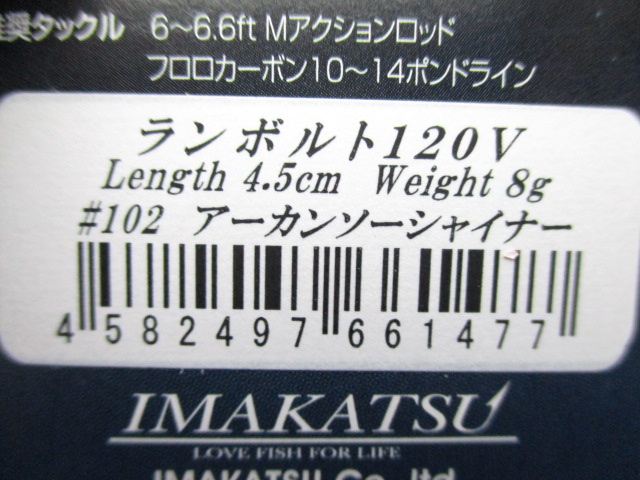 推奨タックル 6〜6.6ft Mアクションロッド
フロロカーボン10〜14ポンドライン
ランボルト120V
Length 4.5cm Weight 8g
#102 アーカンソーシャイナー
4 582497 661477
IMAKATSU
LOVE FISH FOR LIFE
IMAKATSU Co.,ltd.